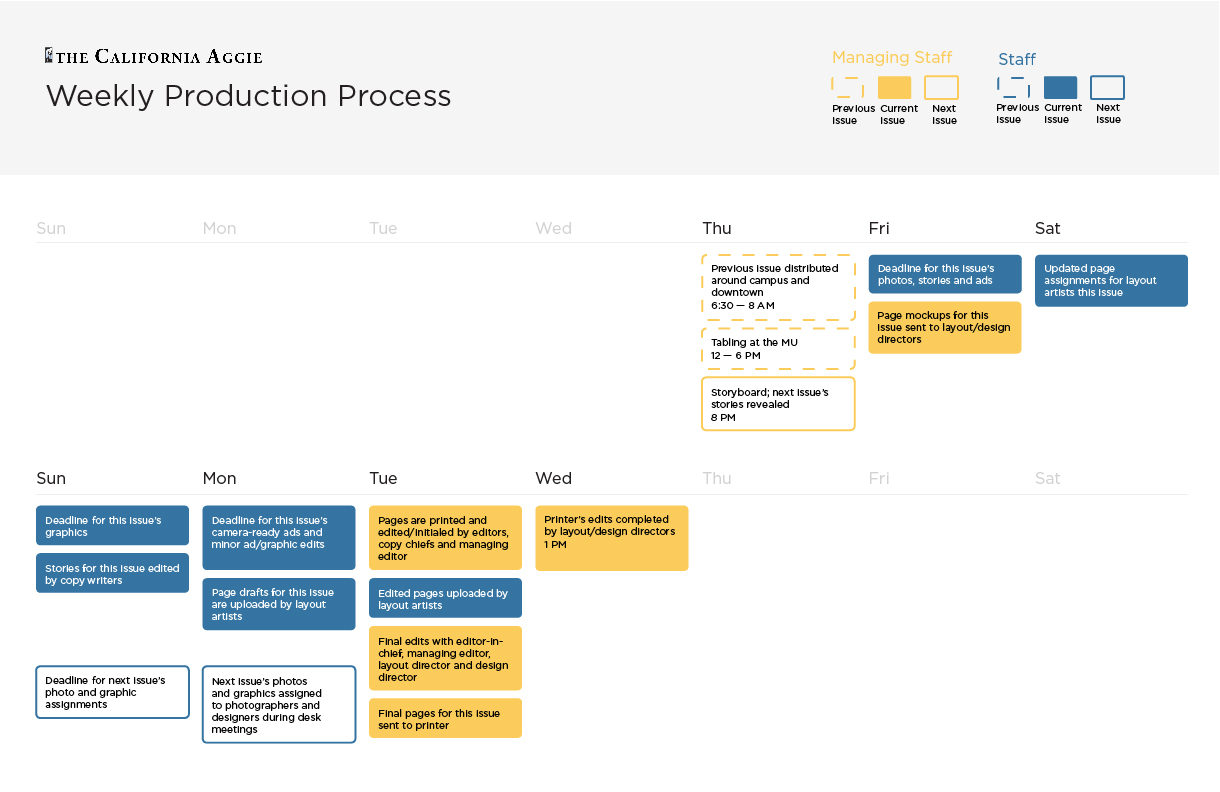 THE CALIFORNIA AGGIE
Weekly Production Process
Managing Staff
Previous Issue
Current Issue
Next Issue
Staff
Previous Issue
Current Issue
Next Issue
Sun
Mon
Tue
Wed
Thu
Fri
Sat
Previous issue distributed
around campus and
downtown
6:30 — 8 AM
Tabling at the MU
12 — 6 PM
Storyboard; next issue's
stories revealed
8 PM
Deadline for this issue's
photos, stories and ads
Page mockups for this
issue sent to layout/design
directors
Updated page
assignments for layout
artists this issue
Sun
Mon
Tue
Wed
Thu
Fri
Sat
Deadline for this issue's
graphics
Stories for this issue edited
by copy writers
Deadline for next issue's
photo and graphic
assignments
Deadline for this issue's
camera-ready ads and
minor ad/graphic edits
Page drafts for this issue
are uploaded by layout
artists
Next issue's photos
and graphics assigned
to photographers and
designers during desk
meetings
Pages are printed and
edited/initialed by editors,
copy chiefs and managing
editor
Edited pages uploaded by
layout artists
Final edits with editor-in-
chief, managing editor,
layout director and design
director
Final pages for this issue
sent to printer
Printer's edits completed
by layout/design directors
1 PM